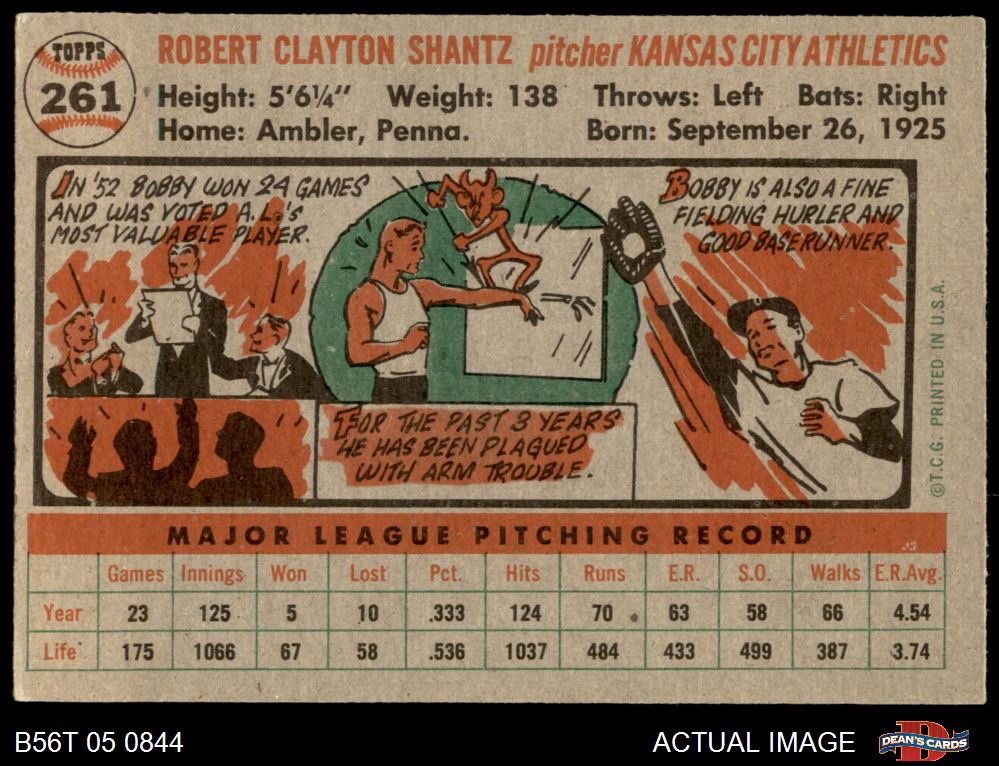 TOPPS
261
ROBERT CLAYTON SHANTZ pitcher KANSAS CITY ATHLETICS
Height: 5'6¼" Weight: 138 Throws: Left Bats: Right
Home: Ambler, Penna. Born: September 26, 1925
IN '52 BOBBY WON 24 GAMES
AND WAS VOTED A.L.'s
MOST VALUABLE PLAYER.
FOR THE PAST 3 YEARS
HE HAS BEEN PLAGUED
WITH ARM TROUBLE.
BOBBY IS ALSO A FINE
FIELDING HURLER AND
GOOD BASERUNNER.
©T.C.G. PRINTED IN U.S.A.
MAJOR LEAGUE PITCHING RECORD
Games Innings Won Lost Pct. Hits Runs E.R. S.O. Walks E.R.Avg.
Year 23 125 5 10 .333 124 70 63 58 66 4.54
Life 175 1066 67 58 .536 1037 484 433 499 387 3.74
B56T 05 0844 ACTUAL IMAGE
D
DEAN'S CARDS